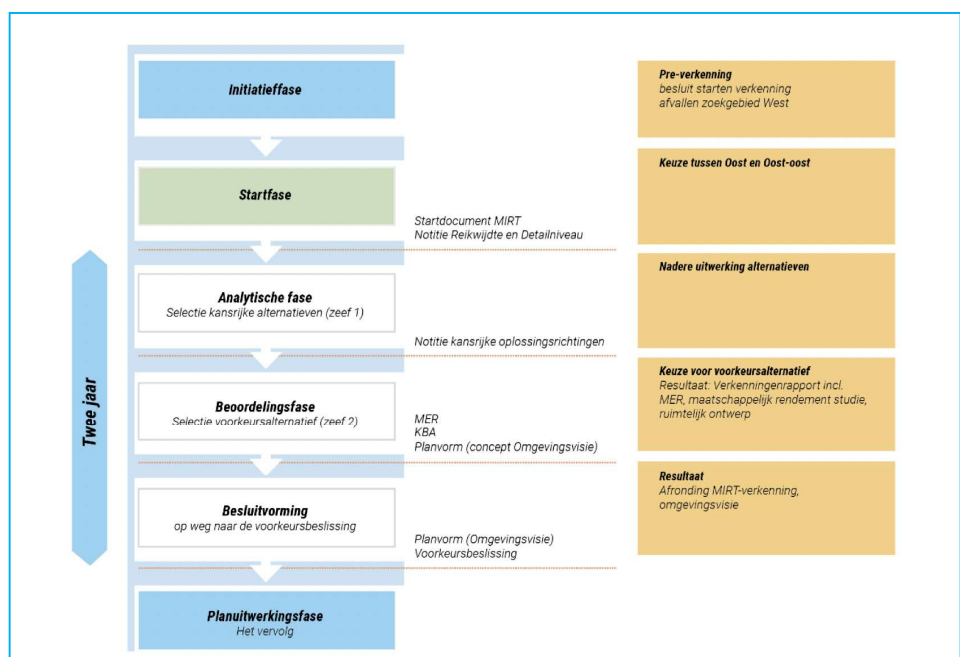 Initiatieffase
Pre-verkenning
besluit starten verkenning
afvallen zoekgebied West
Startfase
Keuze tussen Oost en Oost-oost
Startdocument MIRT
Notitie Reikwijdte en Detailniveau
Twee jaar
Analytische fase
Selectie kansrijke alternatieven (zeef 1)
Nadere uitwerking alternatieven
Notitie kansrijke oplossingsrichtingen
Beoordelingsfase
Selectie voorkeursalternatief (zeef 2)
Keuze voor voorkeursalternatief
Resultaat: Verkenningenrapport incl.
MER, maatschappelijk rendement studie,
ruimtelijk ontwerp
MER
KBA
Planvorm (concept Omgevingsvisie)
Besluitvorming
op weg naar de voorkeursbeslissing
Resultaat
Afronding MIRT-verkenning,
omgevingsvisie
Planvorm (Omgevingsvisie)
Voorkeursbeslissing
Planuitwerkingsfase
Het vervolg